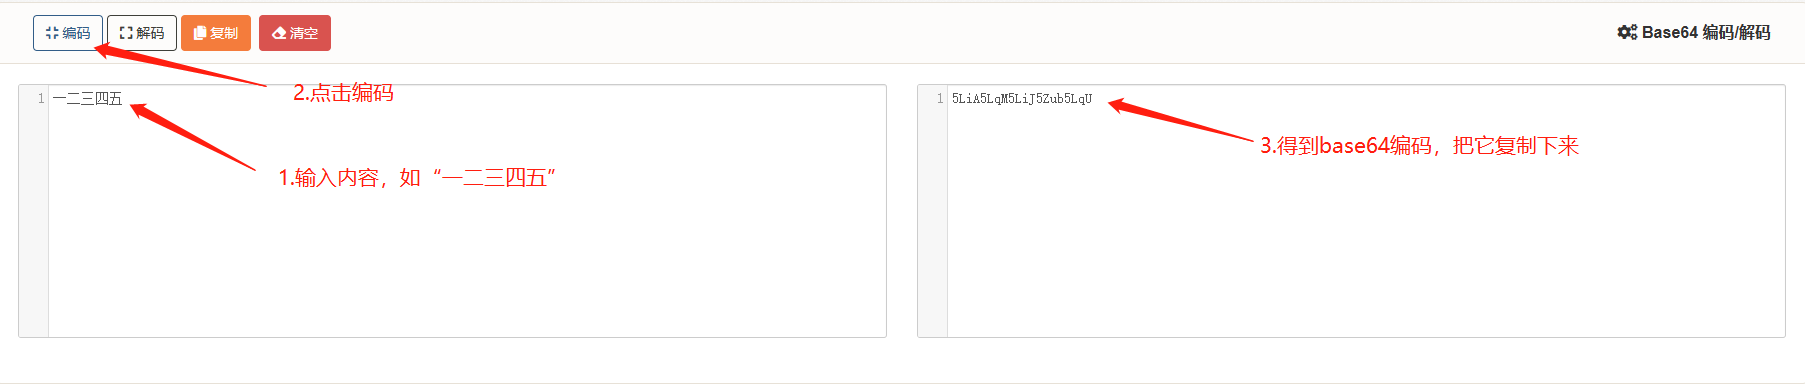 编码 解码 复制 清空 Base64 编码/解码
2.点击编码
1 一二三四五
1 5LiA5LqM5LiJ5Zub5LqU
3.得到base64编码，把它复制下来
1.输入内容，如“一二三四五”